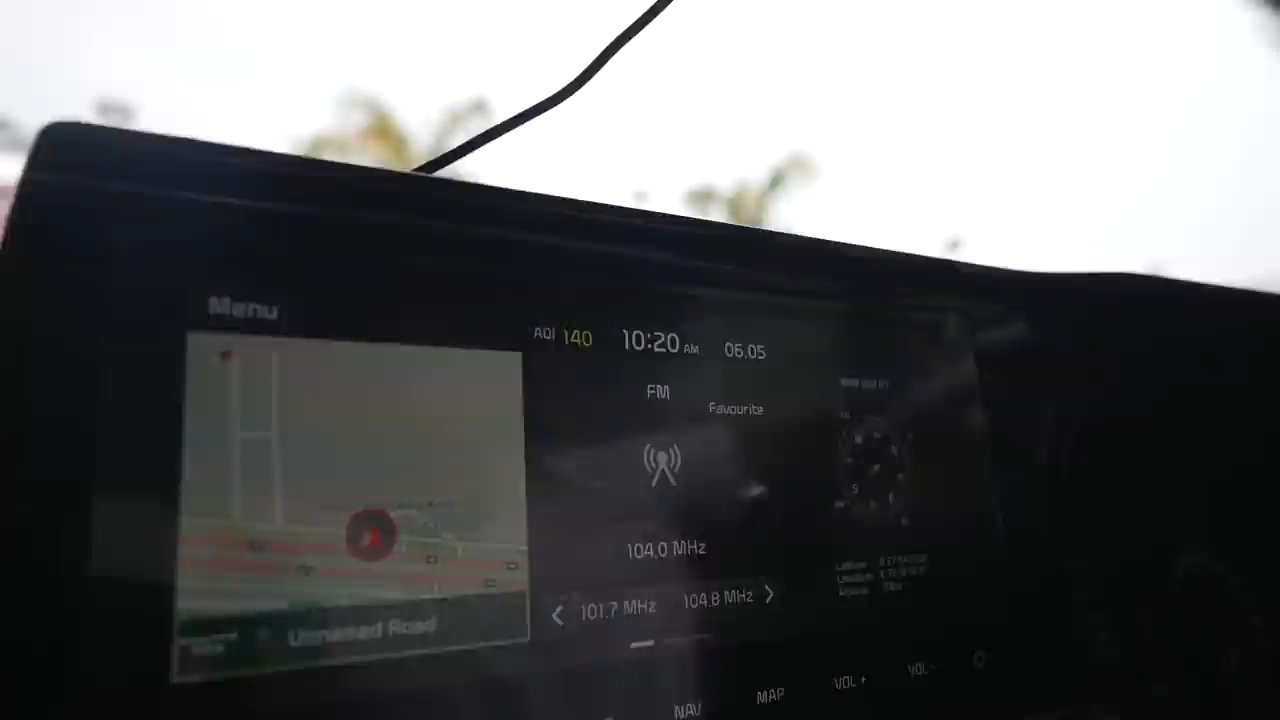 Menu
AQI 140
10:20 AM
06.05
FM
Favourite
104.0 MHz
101.7 MHz
104.8 MHz
Unnamed Road
NAV
MAP
VOL +
VOL -
S